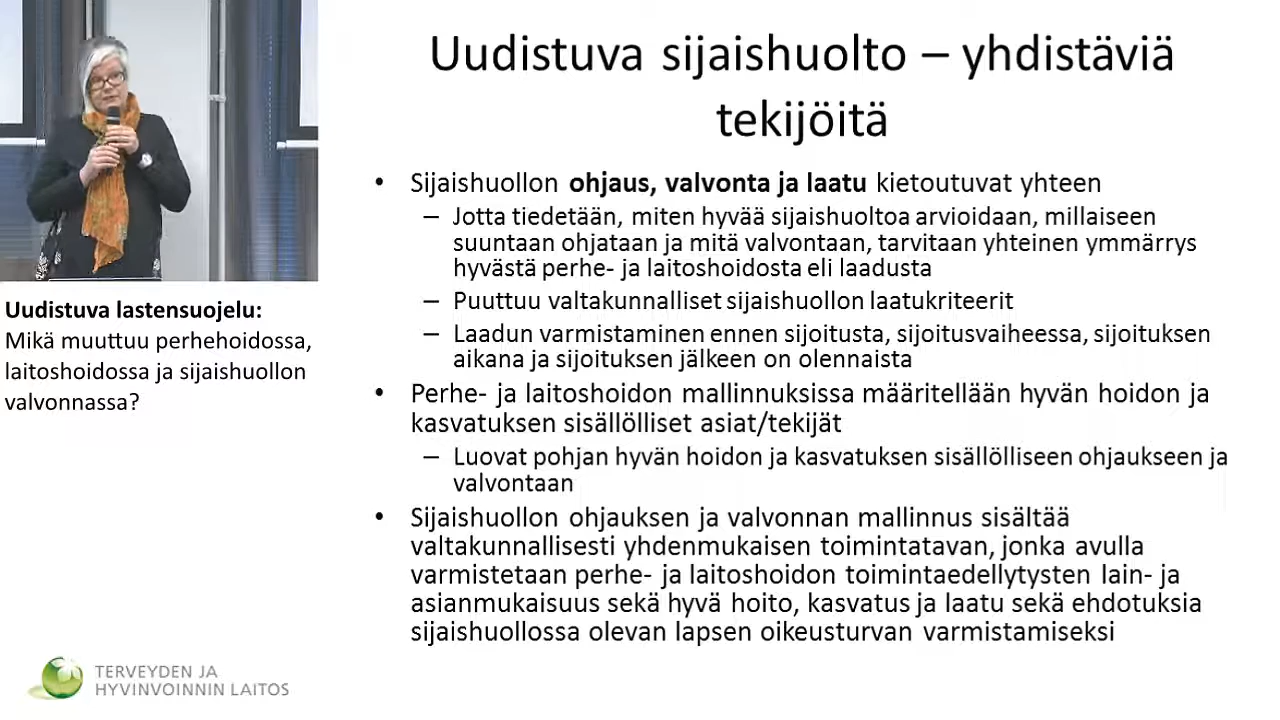 Uudistuva sijaishuolto – yhdistäviä
tekijöitä
• Sijaishuollon ohjaus, valvonta ja laatu kietoutuvat yhteen
– Jotta tiedetään, miten hyvää sijaishuoltoa arvioidaan, millaiseen
suuntaan ohjataan ja mitä valvontaan, tarvitaan yhteinen ymmärrys
hyvästä perhe- ja laitoshoidosta eli laadusta
– Puuttuu valtakunnalliset sijaishuollon laatukriteerit
– Laadun varmistaminen ennen sijoitusta, sijoitusvaiheessa, sijoituksen
aikana ja sijoituksen jälkeen on olennaista
• Perhe- ja laitoshoidon mallinnuksissa määritellään hyvän hoidon ja
kasvatuksen sisällölliset asiat/tekijät
– Luovat pohjan hyvän hoidon ja kasvatuksen sisällölliseen ohjaukseen ja
valvontaan
• Sijaishuollon ohjauksen ja valvonnan mallinnus sisältää
valtakunnallisesti yhdenmukaisen toimintatavan, jonka avulla
varmistetaan perhe- ja laitoshoidon toimintaedellytysten lain- ja
asianmukaisuus sekä hyvä hoito, kasvatus ja laatu sekä ehdotuksia
sijaishuollossa olevan lapsen oikeusturvan varmistamiseksi
Uudistuva lastensuojelu:
Mikä muuttuu perhehoidossa,
laitoshoidossa ja sijaishuollon
valvonnassa?
TERVEYDEN JA
HYVINVOINNIN LAITOS